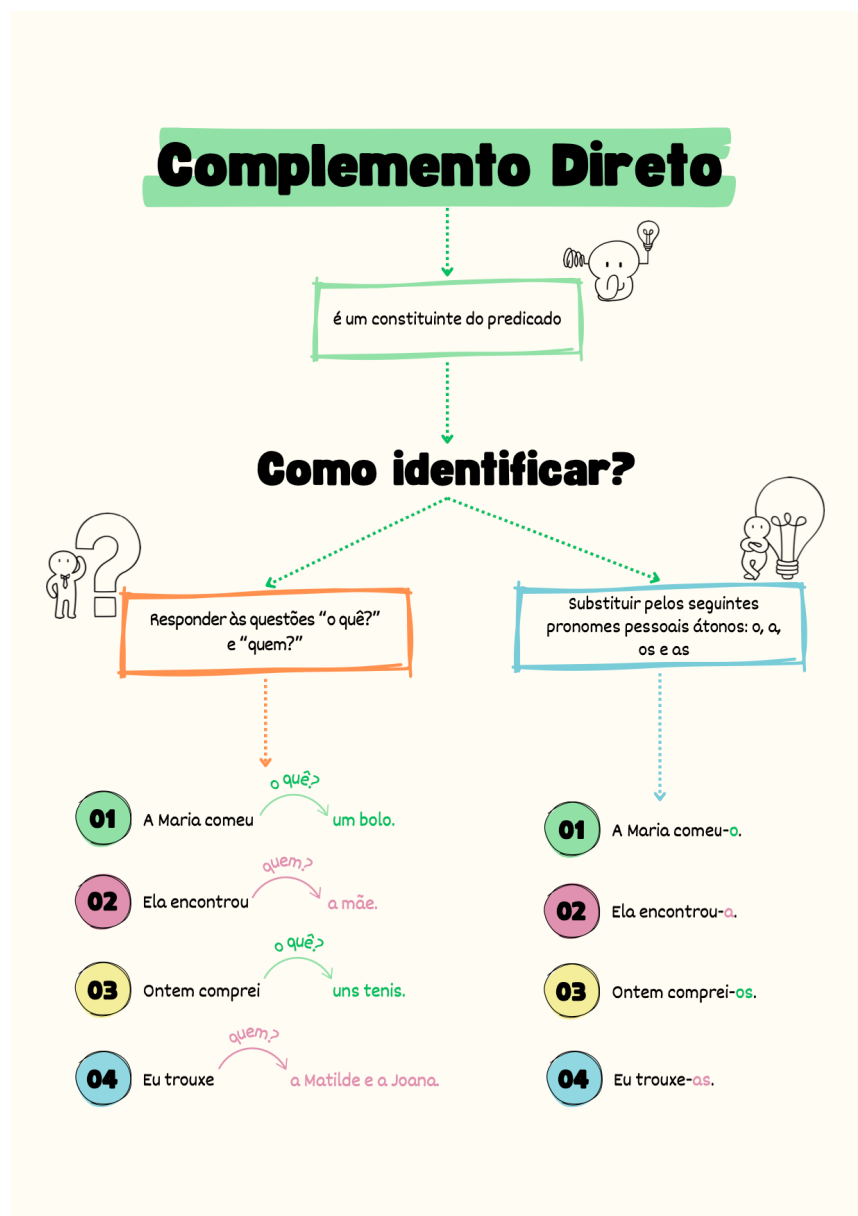 Complemento Direto
é um constituinte do predicado
Como identificar?
Responder às questões “o quê?”
e “quem?”
o quê?
01 A Maria comeu um bolo.
quem?
02 Ela encontrou a mãe.
o quê?
03 Ontem comprei uns tenis.
quem?
04 Eu trouxe a Matilde e a Joana.
Substituir pelos seguintes
pronomes pessoais átonos: o, a,
os e as
01 A Maria comeu-o.
02 Ela encontrou-a.
03 Ontem comprei-os.
04 Eu trouxe-as.